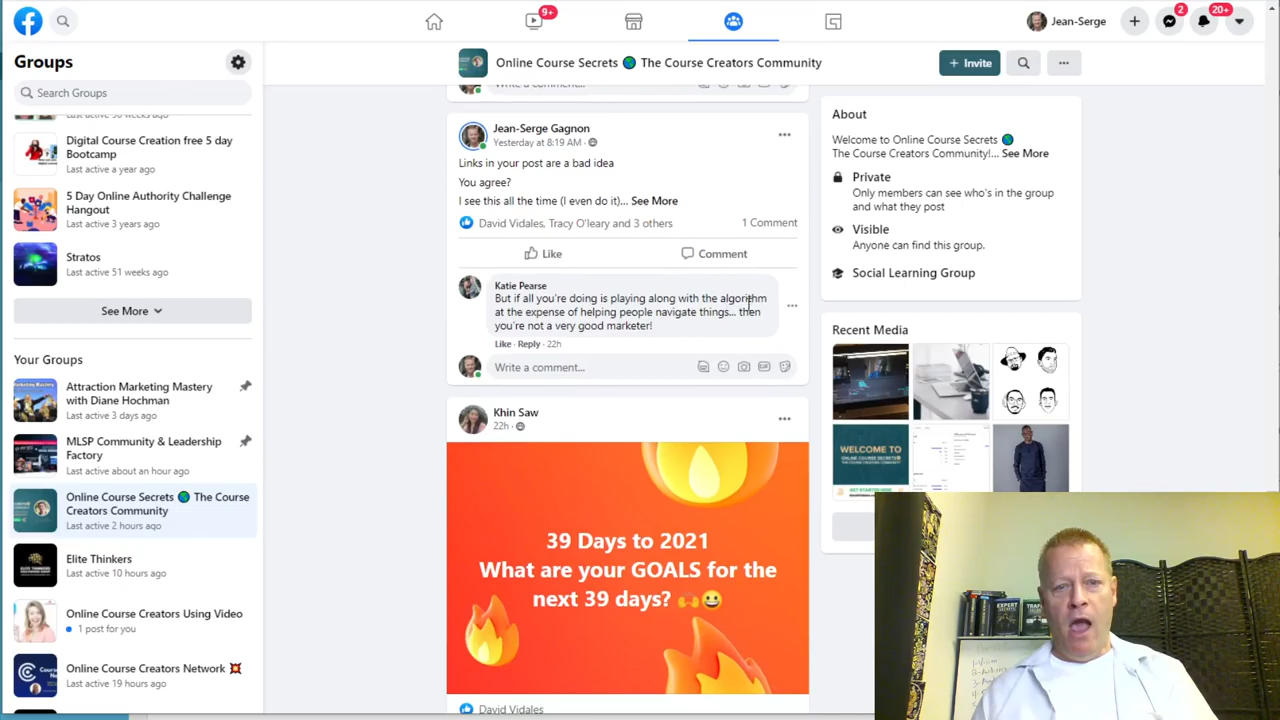 9+
Jean-Serge
2
20+
Groups
Search Groups
Digital Course Creation free 5 day
Bootcamp
Last active a year ago
5 Day Online Authority Challenge
Hangout
Last active 3 years ago
Stratos
Last active 51 weeks ago
See More
Your Groups
Attraction Marketing Mastery
with Diane Hochman
Last active 3 days ago
MLSP Community & Leadership
Factory
Last active about an hour ago
Online Course Secrets 🌎 The Course
Creators Community
Last active 2 hours ago
Elite Thinkers
Last active 10 hours ago
Online Course Creators Using Video
1 post for you
Online Course Creators Network 💥
Last active 19 hours ago
Online Course Secrets 🌎 The Course Creators Community
+ Invite
Write a comment...
Jean-Serge Gagnon
Yesterday at 8:19 AM ·
Links in your post are a bad idea
You agree?
I see this all the time (I even do it)... See More
David Vidales, Tracy O'leary and 3 others
1 Comment
Like
Comment
Katie Pearse
But if all you're doing is playing along with the algorithm
at the expense of helping people navigate things... then
you're not a very good marketer!
Like · Reply · 22h
Write a comment...
Khin Saw
22h ·
39 Days to 2021
What are your GOALS for the
next 39 days? 🙌😀
David Vidales
About
Welcome to Online Course Secrets 🌎
The Course Creators Community!... See More
Private
Only members can see who's in the group
and what they post
Visible
Anyone can find this group.
Social Learning Group
Recent Media
WELCOME TO
ONLINE COURSE SECRETS
EXPERT
SECRETS